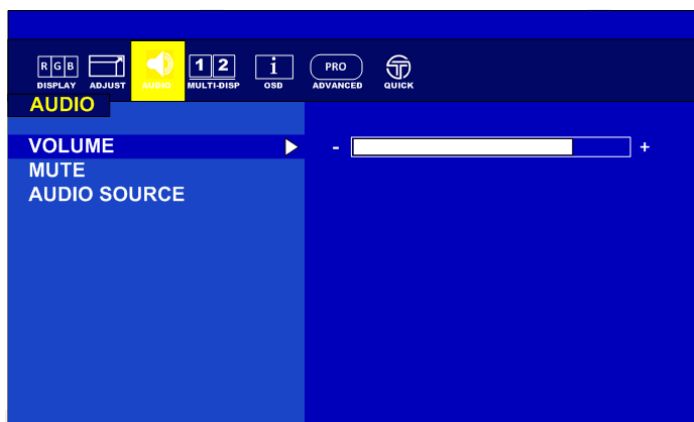 R G B
1 2
i
PRO
DISPLAY ADJUST AUDIO MULTI-DISP OSD ADVANCED QUICK
AUDIO
VOLUME - +
MUTE
AUDIO SOURCE